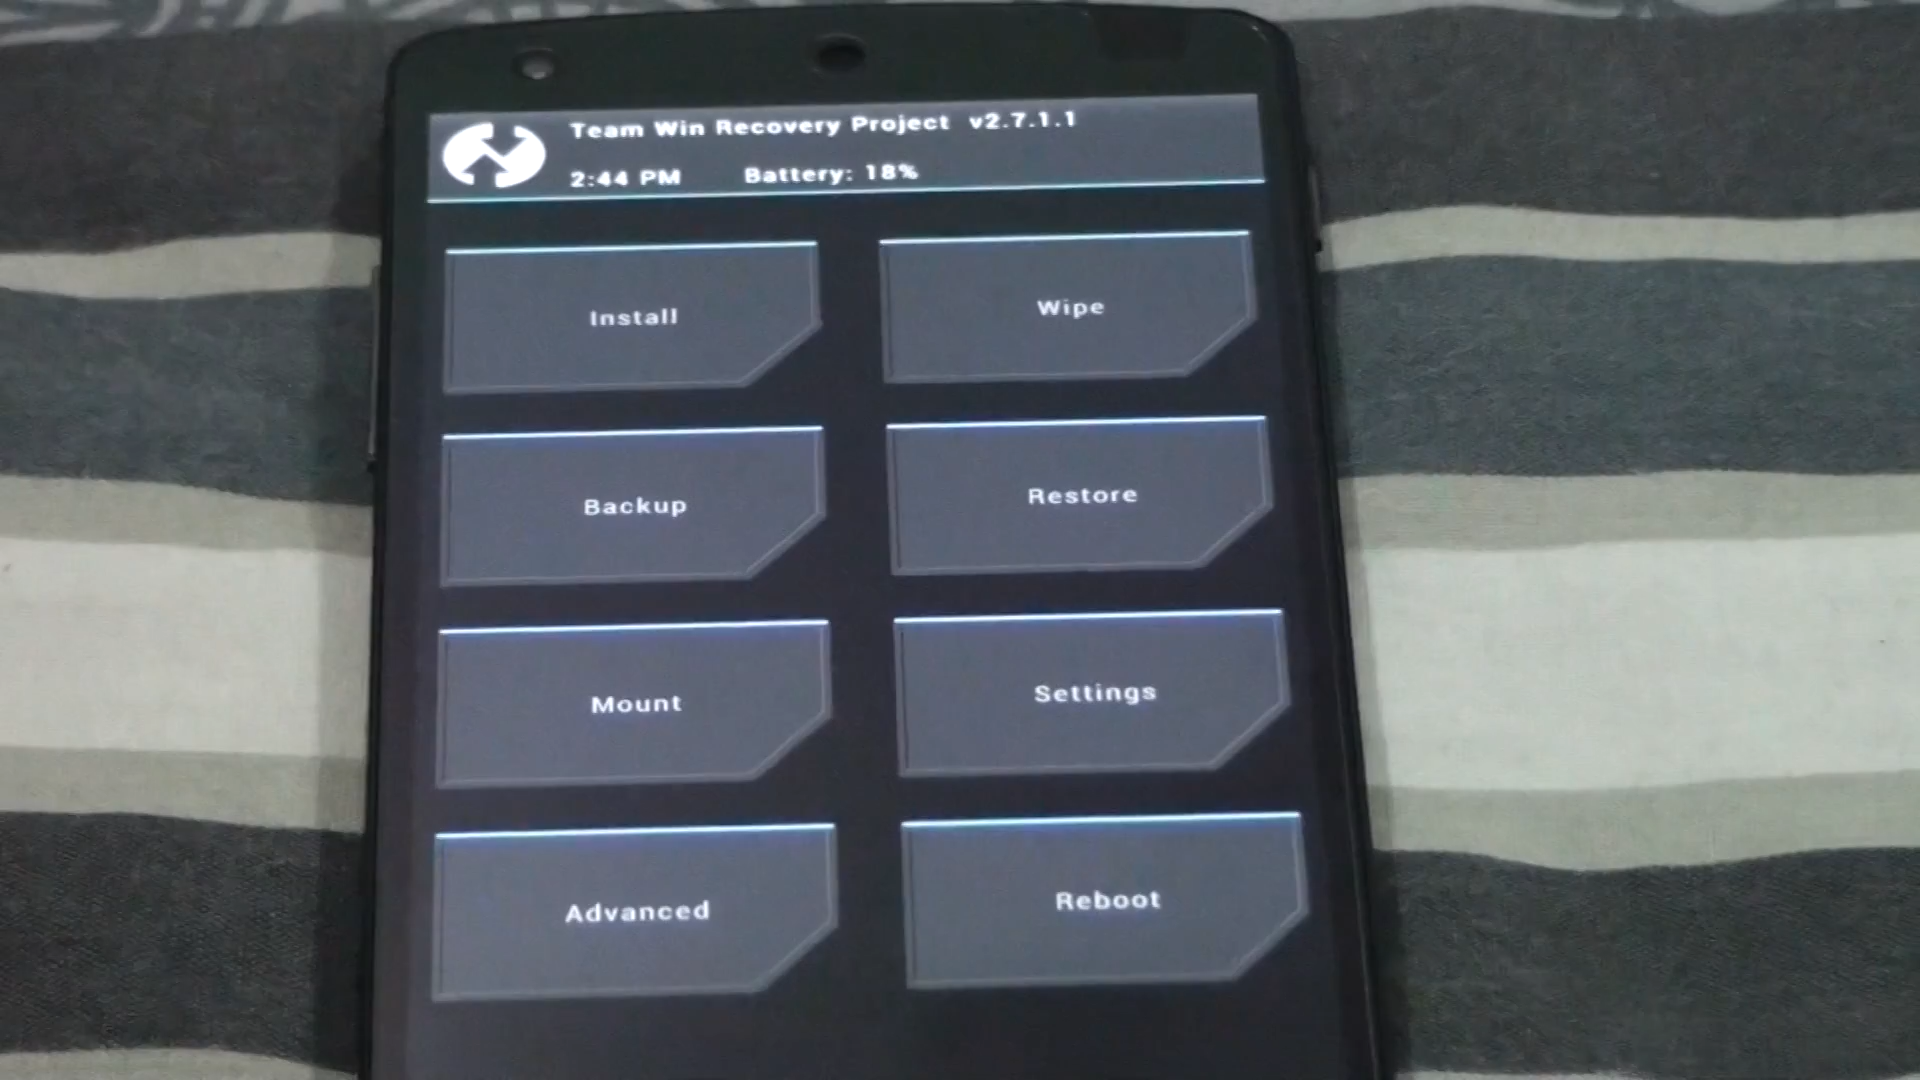 Team Win Recovery Project v2.7.1.1
2:44 PM Battery: 18%
Install
Wipe
Backup
Restore
Mount
Settings
Advanced
Reboot